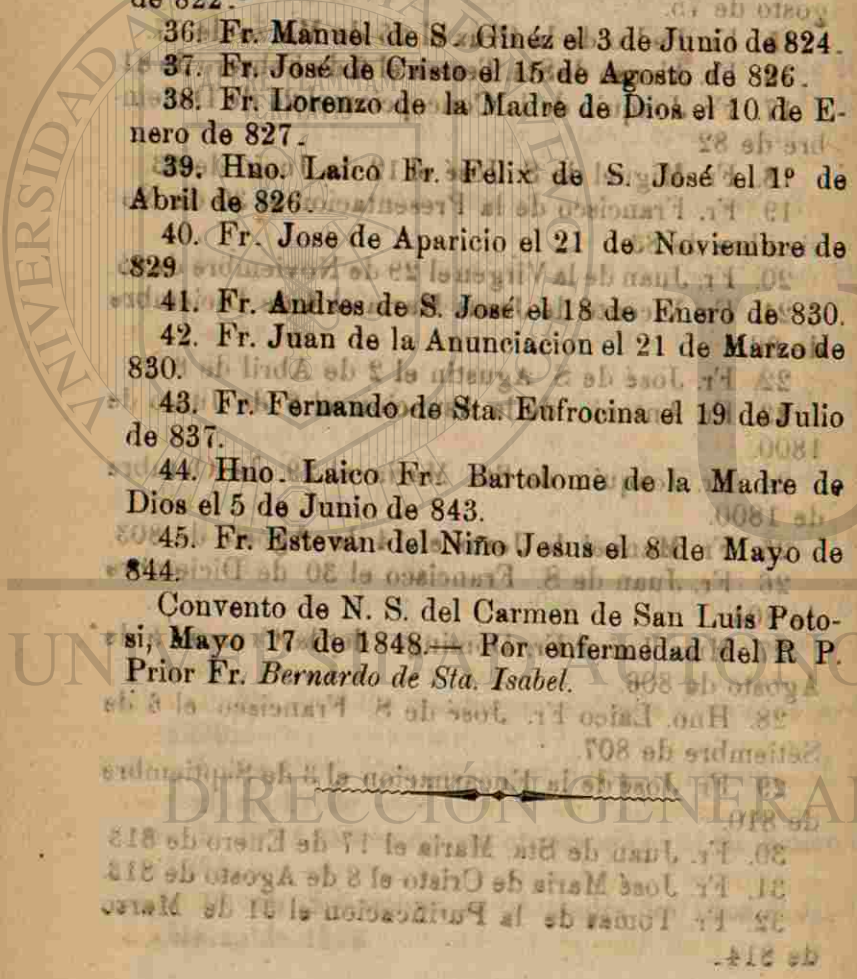 de 822.
36. Fr. Manuel de S. Ginéz el 3 de Junio de 824.
37. Fr. José de Cristo el 15 de Agosto de 826.
38. Fr. Lorenzo de la Madre de Dios el 10 de E-
nero de 827.
39. Hno. Laico Fr. Felix de S. José el 1º de
Abril de 826.
40. Fr. Jose de Aparicio el 21 de Noviembre de
829
41. Fr. Andres de S. José el 18 de Enero de 830.
42. Fr. Juan de la Anunciacion el 21 de Marzo de
830.
43. Fr. Fernando de Sta. Eufrocina el 19 de Julio
de 837.
44. Hno. Laico Fr. Bartolome de la Madre de
Dios el 5 de Junio de 843.
45. Fr. Estevan del Niño Jesus el 8 de Mayo de
844.
Convento de N. S. del Carmen de San Luis Poto-
si, Mayo 17 de 1848.— Por enfermedad del R P.
Prior Fr. Bernardo de Sta. Isabel.
DIRECCIÓN GENERA